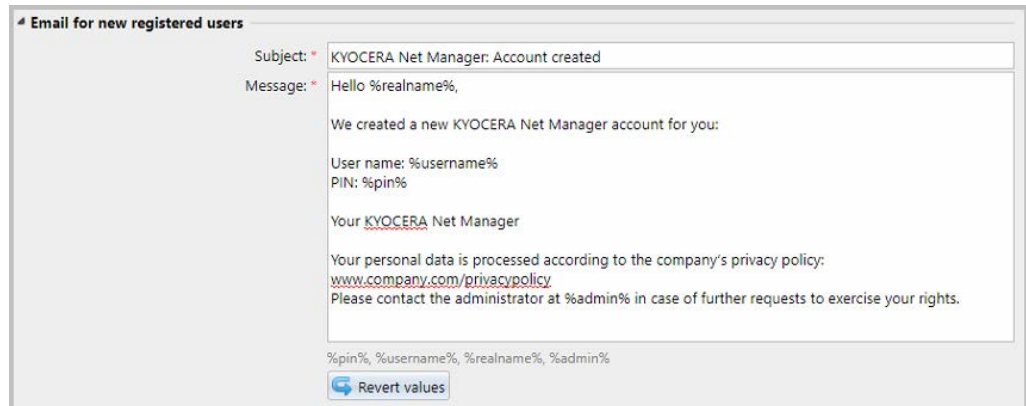 Email for new registered users
Subject: * KYOCERA Net Manager: Account created
Message: * Hello %realname%,
We created a new KYOCERA Net Manager account for you:
User name: %username%
PIN: %pin%
Your KYOCERA Net Manager
Your personal data is processed according to the company's privacy policy:
www.company.com/privacypolicy
Please contact the administrator at %admin% in case of further requests to exercise your rights.
%pin%, %username%, %realname%, %admin%
Revert values